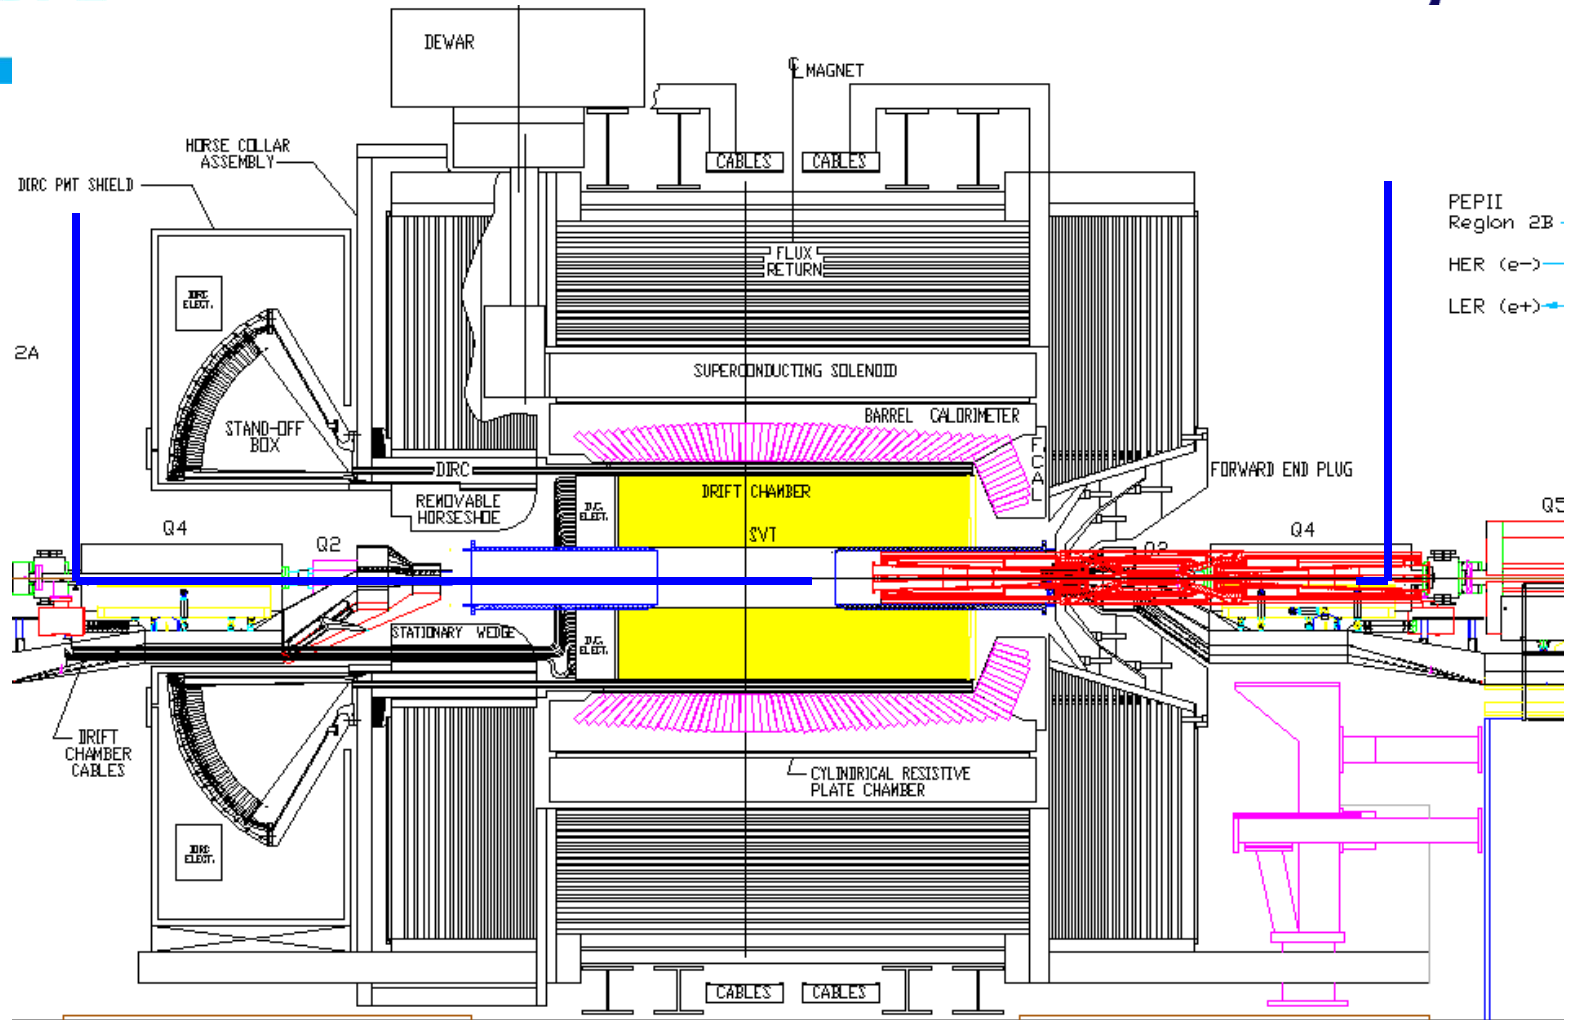 DEWAR
℄ MAGNET
HORSE COLLAR
ASSEMBLY
CABLES
CABLES
DIRC PMT SHIELD
PEPII
Region 2B
HER (e-)
LER (e+)
FLUX
RETURN
DIRC
ELECT.
2A
SUPERCONDUCTING SOLENOID
BARREL CALORIMETER
STAND-OFF
BOX
F.
CAL
DIRC
FORWARD END PLUG
REMOVABLE
HORSESHOE
DRIFT CHAMBER
D.C.
ELECT.
Q4
Q2
SVT
Q2
Q4
Q5
STATIONARY WEDGE
D.C.
ELECT.
DRIFT
CHAMBER
CABLES
CYLINDRICAL RESISTIVE
PLATE CHAMBER
DIRC
ELECT.
CABLES
CABLES